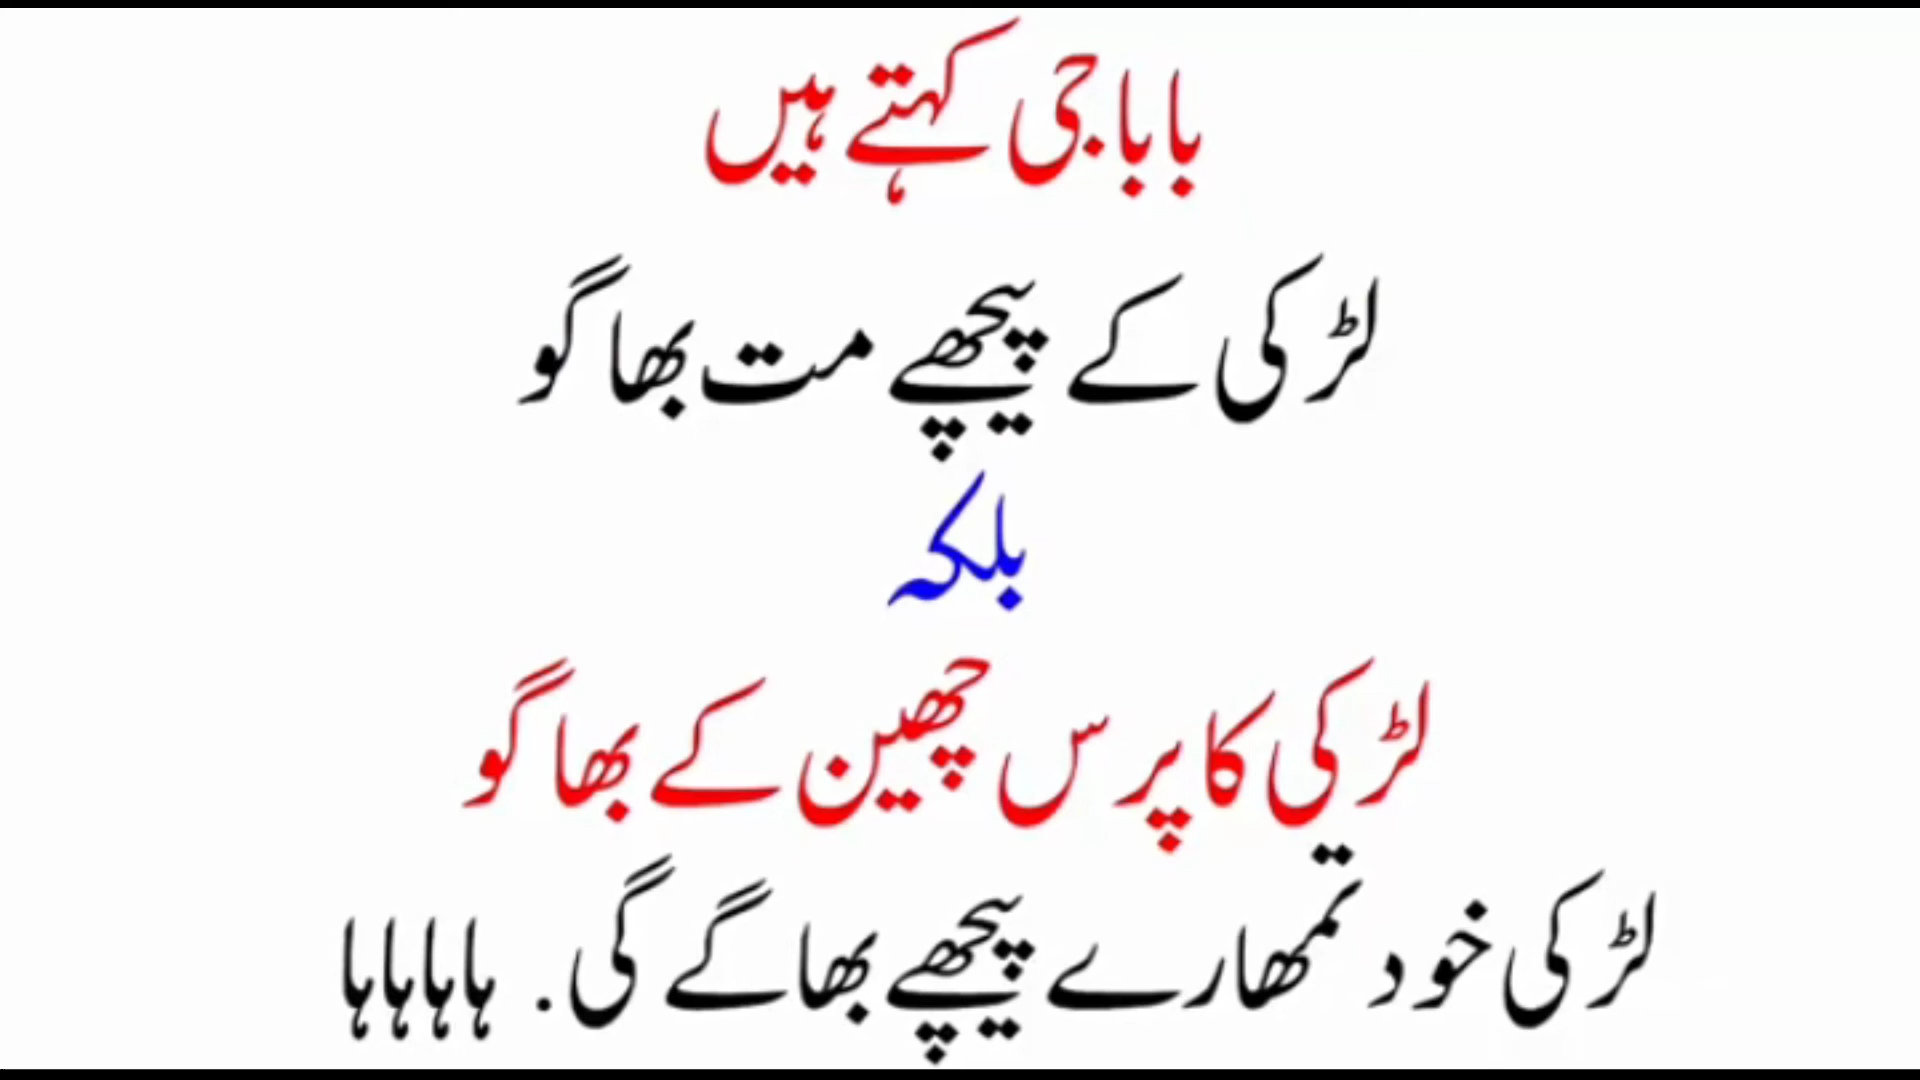 بابا جی کہتے ہیں
لڑکی کے پیچھے مت بھاگو
بلکہ
لڑکی کا پرس چھین کے بھاگو
لڑکی خود تمھارے پیچھے بھاگے گی. ہاہاہاہا